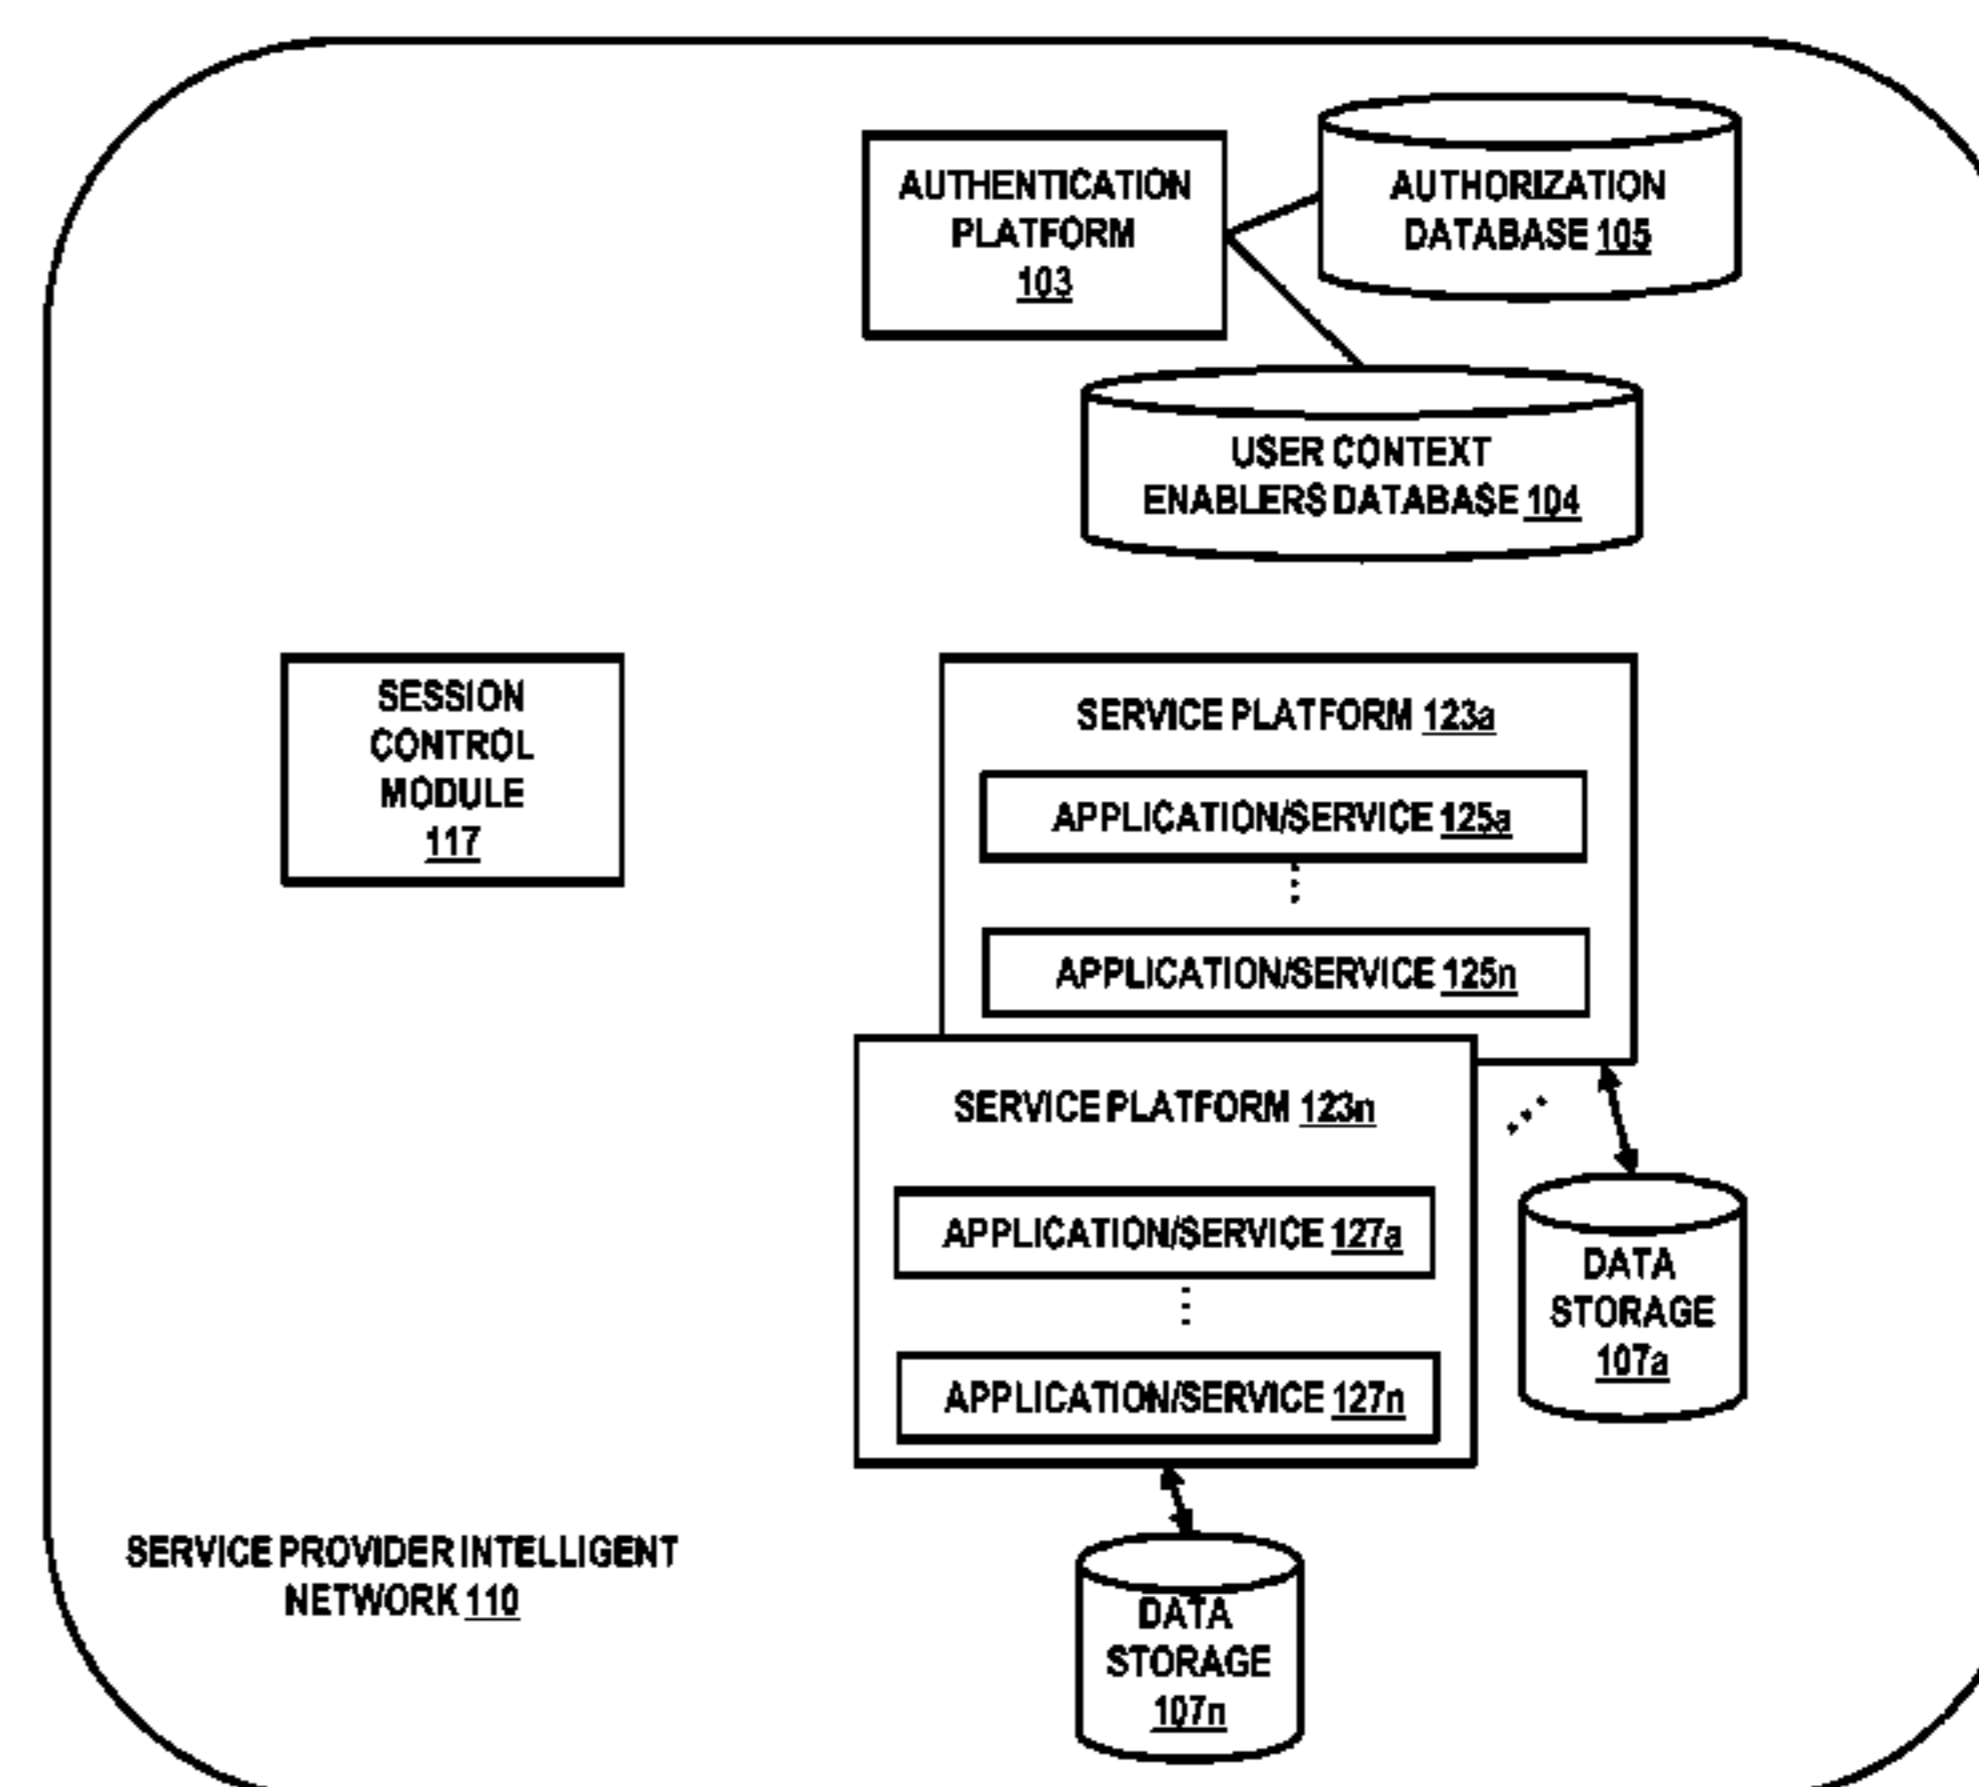 AUTHENTICATION
PLATFORM
103
AUTHORIZATION
DATABASE 105
USER CONTEXT
ENABLERS DATABASE 104
SESSION
CONTROL
MODULE
117
SERVICE PLATFORM 123a
APPLICATION/SERVICE 125a
APPLICATION/SERVICE 125n
SERVICE PLATFORM 123n
APPLICATION/SERVICE 127a
APPLICATION/SERVICE 127n
DATA
STORAGE
107a
SERVICE PROVIDER INTELLIGENT
NETWORK 110
DATA
STORAGE
107n